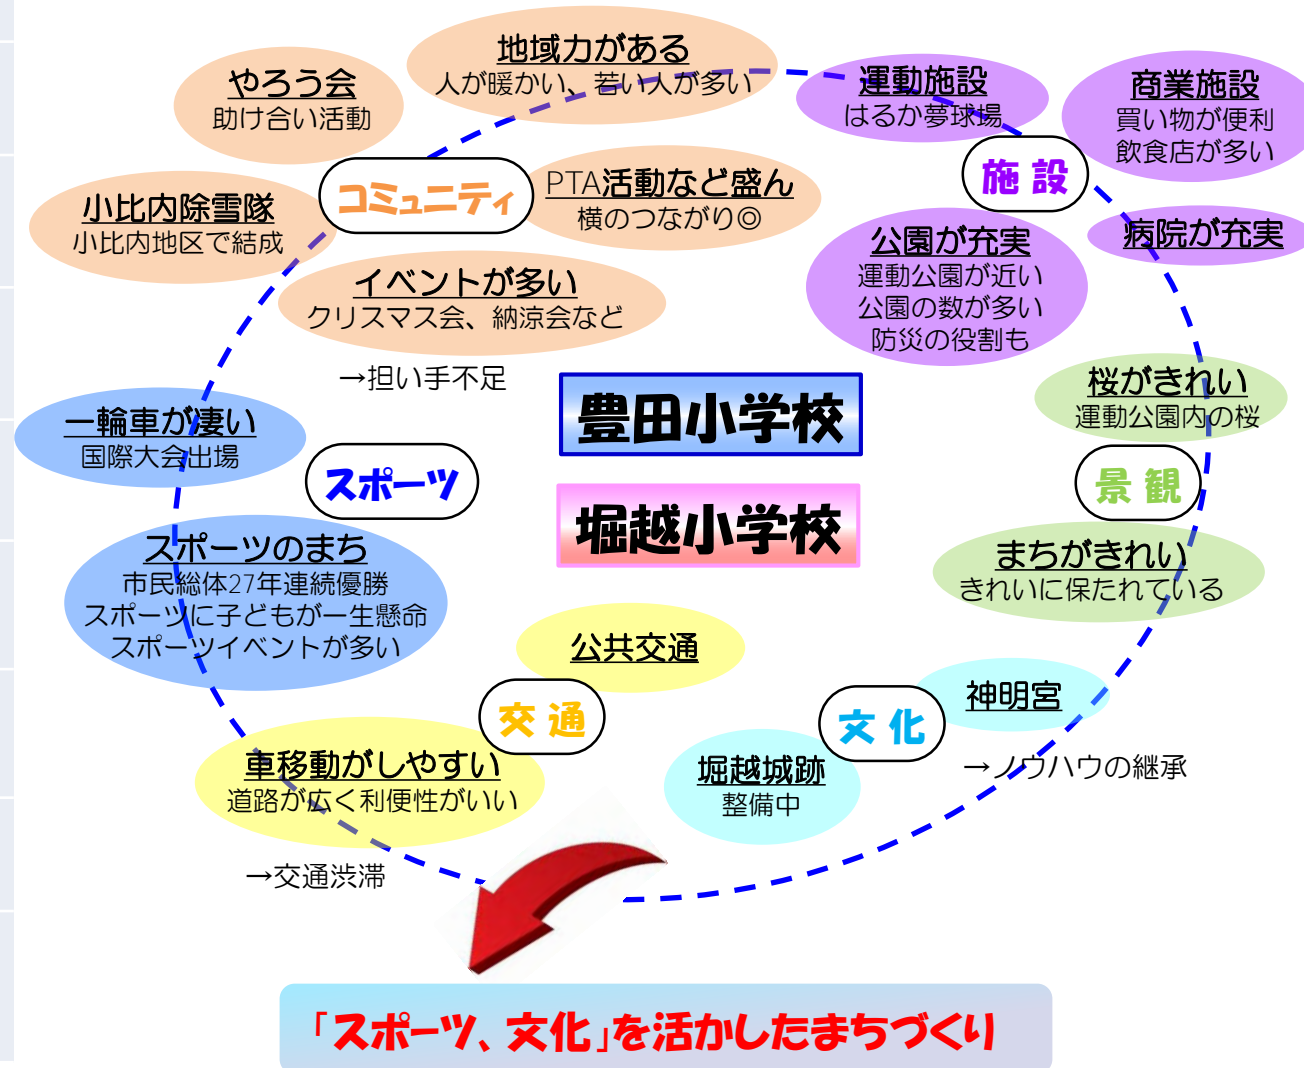 地域力がある
人が暖かい、若い人が多い
やろう会
助け合い活動
コミュニティ
小比内除雪隊
小比内地区で結成
PTA活動など盛ん
横のつながり◎
イベントが多い
クリスマス会、納涼会など
→担い手不足
運動施設
はるか夢球場
商業施設
買い物が便利
飲食店が多い
施設
公園が充実
運動公園が近い
公園の数が多い
防災の役割も
病院が充実
豊田小学校
堀越小学校
一輪車が凄い
国際大会出場
スポーツ
スポーツのまち
市民総体27年連続優勝
スポーツに子どもが一生懸命
スポーツイベントが多い
桜がきれい
運動公園内の桜
景観
まちがきれい
きれいに保たれている
公共交通
交通
車移動がしやすい
道路が広く利便性がいい
→交通渋滞
神明宮
文化
堀越城跡
整備中
→ノウハウの継承
「スポーツ、文化」を活かしたまちづくり